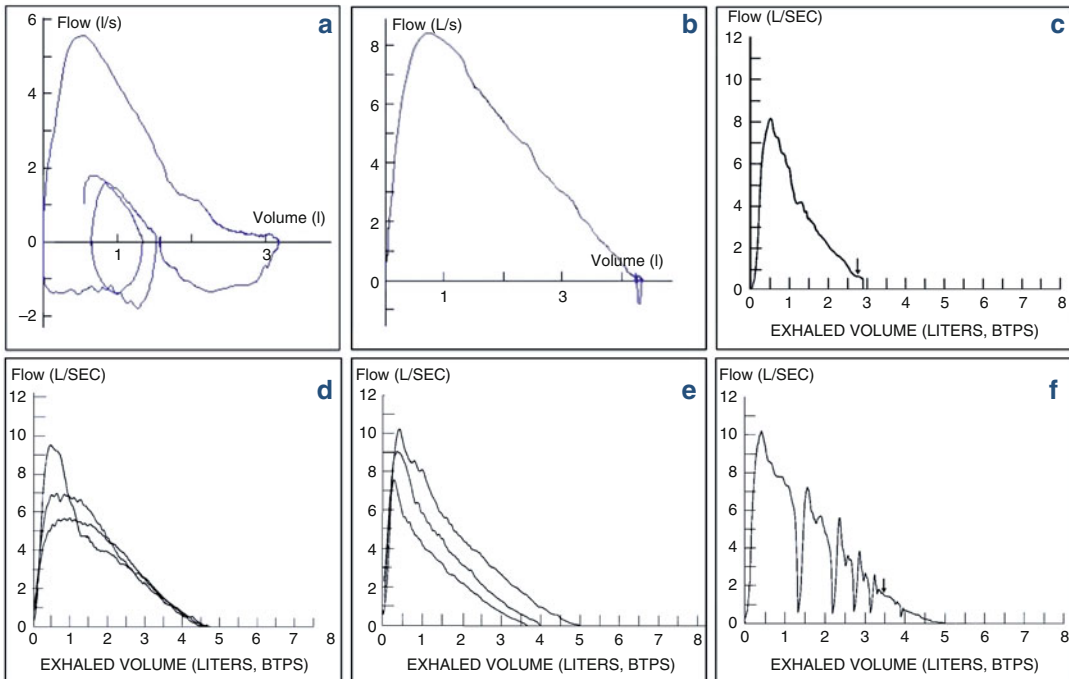 Flow (l/s)
a
6
4
2
Volume (l)
0
1
3
–2
Flow (L/s)
b
8
6
4
2
Volume (l)
0
1
3
Flow (L/SEC)
c
12
10
8
6
4
2
0
0 1 2 3 4 5 6 7 8
EXHALED VOLUME (LITERS, BTPS)
Flow (L/SEC)
d
12
10
8
6
4
2
0
0 1 2 3 4 5 6 7 8
EXHALED VOLUME (LITERS, BTPS)
Flow (L/SEC)
e
12
10
8
6
4
2
0
0 1 2 3 4 5 6 7 8
EXHALED VOLUME (LITERS, BTPS)
Flow (L/SEC)
f
12
10
8
6
4
2
0
0 1 2 3 4 5 6 7 8
EXHALED VOLUME (LITERS, BTPS)